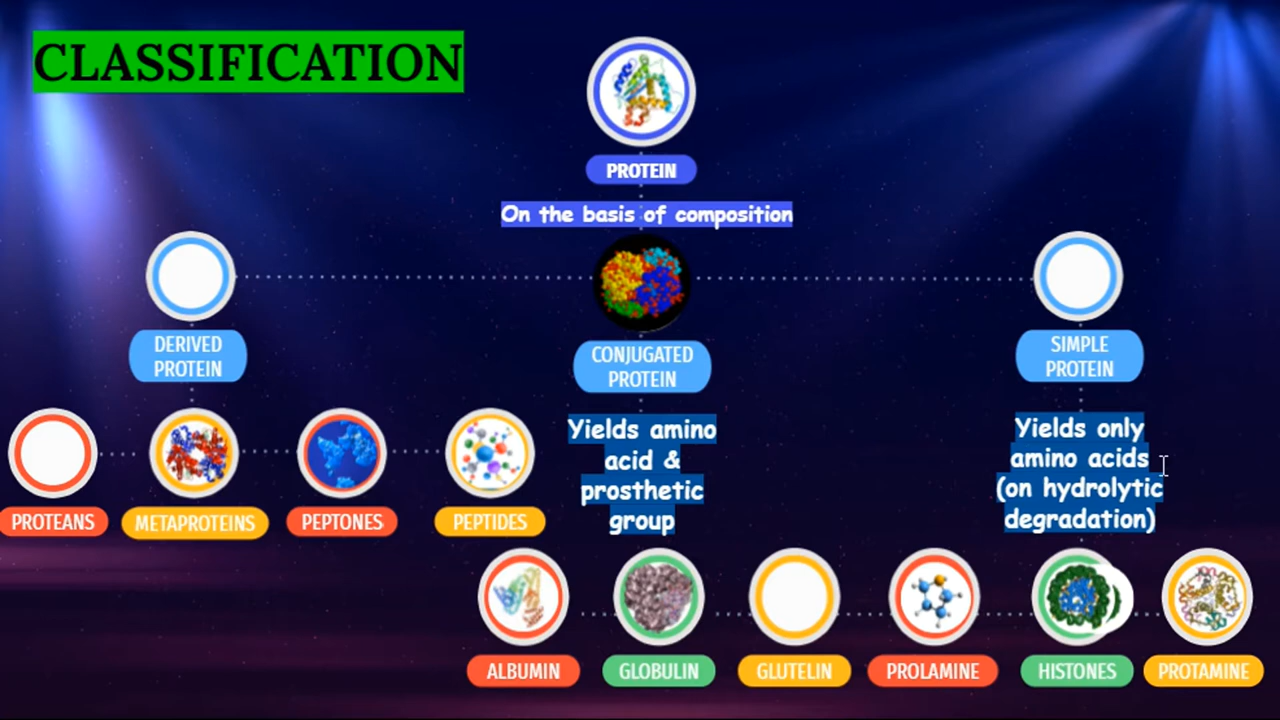 CLASSIFICATION
PROTEIN
On the basis of composition
DERIVED
PROTEIN
CONJUGATED
PROTEIN
SIMPLE
PROTEIN
Yields amino
acid &
prosthetic
group
Yields only
amino acids
(on hydrolytic
degradation)
PROTEANS
METAPROTEINS
PEPTONES
PEPTIDES
ALBUMIN
GLOBULIN
GLUTELIN
PROLAMINE
HISTONES
PROTAMINE